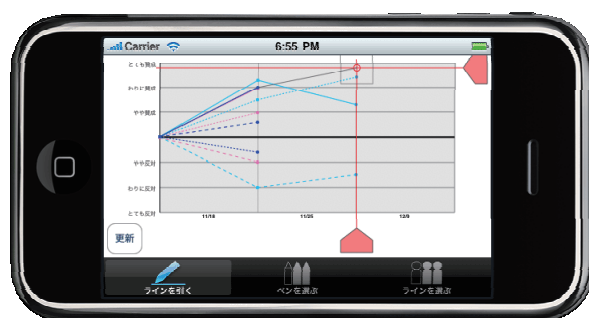 Carrier 6:55 PM
とても賛成
わりに賛成
やや賛成
やや反対
わりに反対
とても反対
11/18 11/25 12/9
更新
ラインを引く ペンを選ぶ ラインを選ぶ